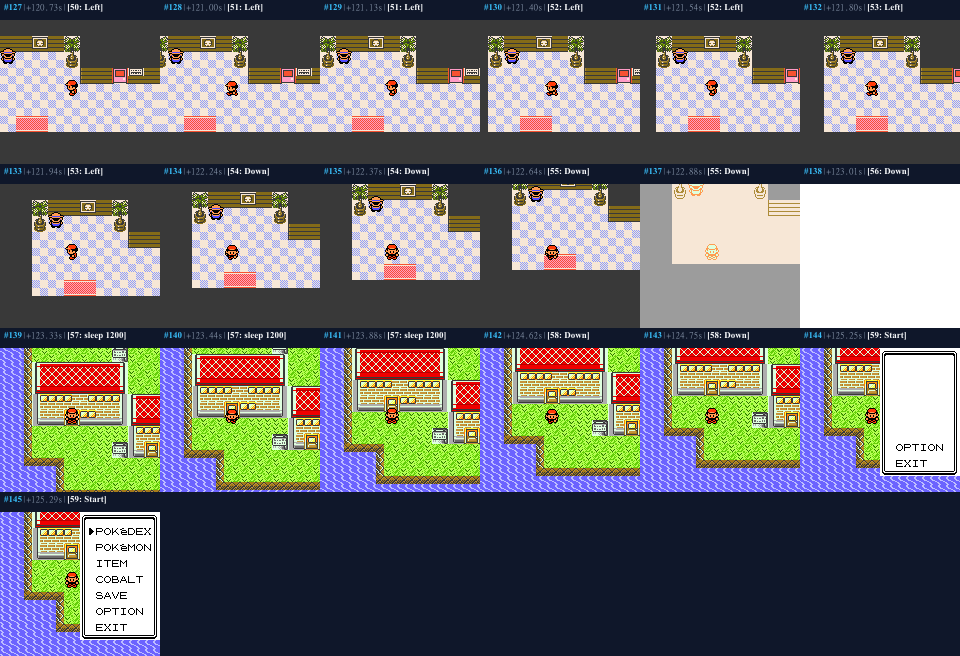 #127 |+120.73s| [50: Left]
#128 |+121.00s| [51: Left]
#129 |+121.13s| [51: Left]
#130 |+121.40s| [52: Left]
#131 |+121.54s| [52: Left]
#132 |+121.80s| [53: Left]
#133 |+121.94s| [53: Left]
#134 |+122.24s| [54: Down]
#135 |+122.37s| [54: Down]
#136 |+122.64s| [55: Down]
#137 |+122.88s| [55: Down]
#138 |+123.01s| [56: Down]
#139 |+123.33s| [57: sleep 1200]
#140 |+123.44s| [57: sleep 1200]
#141 |+123.88s| [57: sleep 1200]
#142 |+124.62s| [58: Down]
#143 |+124.75s| [58: Down]
#144 |+125.25s| [59: Start]
OPTION
EXIT
#145 |+125.29s| [59: Start]
▶POKéDEX
POKéMON
ITEM
COBALT
SAVE
OPTION
EXIT